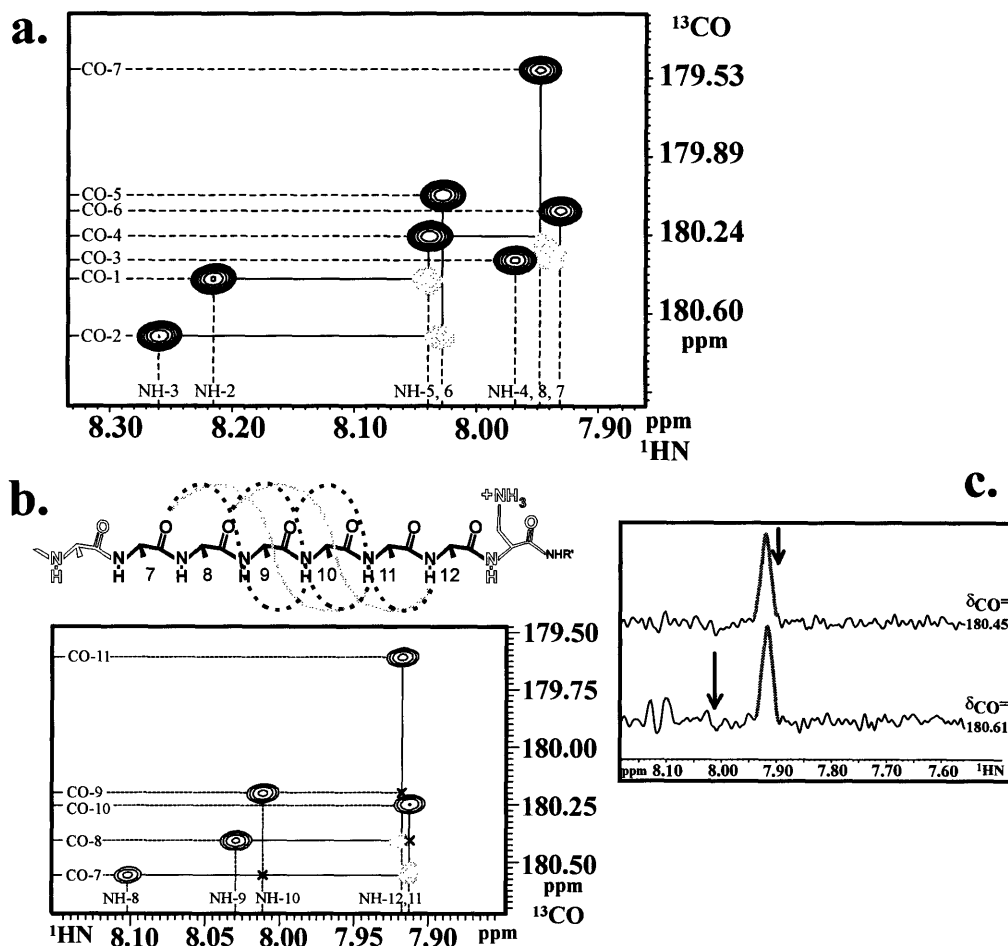 a.
¹³CO
CO-7
179.53
179.89
CO-5
CO-6
CO-4
180.24
CO-3
CO-1
180.60
ppm
CO-2
NH-3 NH-2 NH-5, 6 NH-4, 8, 7
8.30 8.20 8.10 8.00 7.90 ppm
¹HN
b.
⁺NH₃
O O O O O O O O
N N N N N N N N NHR'
H H H H H H H H
7 8 9 10 11 12
179.50
CO-11
179.75
180.00
CO-9
CO-10
180.25
CO-8
CO-7
180.50
ppm
NH-8 NH-9 NH-10 NH-12,11
¹³CO
¹HN 8.10 8.05 8.00 7.95 7.90 ppm
c.
δCO=
180.45
δCO=
180.61
ppm 8.10 8.00 7.90 7.80 7.70 7.60 ¹HN